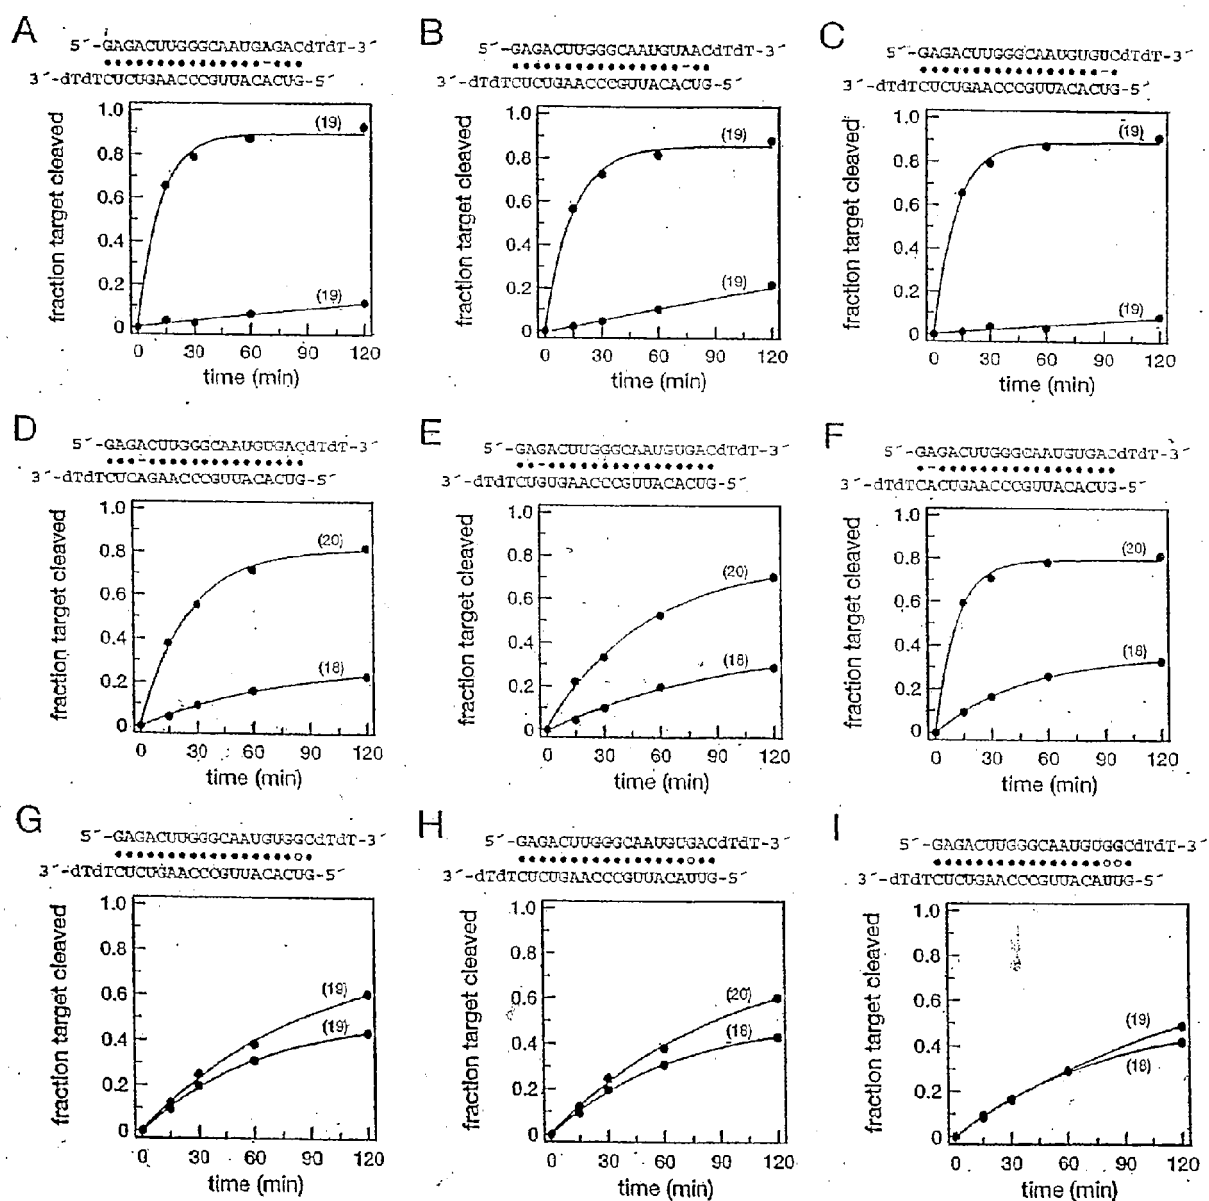 A
5´-GAGACUUGGGCAAUGAGACdTdT-3´
3´-dTdTCUCUGAACCCGUUACACUG-5´
fraction target cleaved
1.0
0.8
0.6
0.4
0.2
0
(19)
(19)
0 30 60 90 120
time (min)
B
5´-GAGACUUGGGCAAUGUAACdTdT-3´
3´-dTdTCUCUGAACCCGUUACACUG-5´
fraction target cleaved
1.0
0.8
0.6
0.4
0.2
0
(19)
(19)
0 30 60 90 120
time (min)
C
5´-GAGACUUGGGCAAUGUGUCdTdT-3´
3´-dTdTCUCUGAACCCGUUACACUG-5´
fraction target cleaved
1.0
0.8
0.6
0.4
0.2
0
(19)
(19)
0 30 60 90 120
time (min)
D
5´-GAGACUUGGGCAAUGUGACdTdT-3´
3´-dTdTCUCAGAACCCGUUACACUG-5´
fraction target cleaved
1.0
0.8
0.6
0.4
0.2
0
(20)
(18)
0 30 60 90 120
time (min)
E
5´-GAGACUUGGGCAAUGUGACdTdT-3´
3´-dTdTCUGUGAACCCGUUACACUG-5´
fraction target cleaved
1.0
0.8
0.6
0.4
0.2
0
(20)
(18)
0 30 60 90 120
time (min)
F
5´-GAGACUUGGGCAAUGUGACdTdT-3´
3´-dTdTCACUGAACCCGUUACACUG-5´
fraction target cleaved
1.0
0.8
0.6
0.4
0.2
0
(20)
(18)
0 30 60 90 120
time (min)
G
5´-GAGACUUGGGCAAUGUGGCdTdT-3´
3´-dTdTCUCUGAACCCGUUACACUG-5´
fraction target cleaved
1.0
0.8
0.6
0.4
0.2
0
(19)
(19)
0 30 60 90 120
time (min)
H
5´-GAGACUUGGGCAAUGUGACdTdT-3´
3´-dTdTCUCUGAACCCGUUACAUUG-5´
fraction target cleaved
1.0
0.8
0.6
0.4
0.2
0
(20)
(18)
0 30 60 90 120
time (min)
I
5´-GAGACUUGGGCAAUGUGGCdTdT-3´
3´-dTdTCUCUGAACCCGUUACAUUG-5´
fraction target cleaved
1.0
0.8
0.6
0.4
0.2
0
(19)
(18)
0 30 60 90 120
time (min)